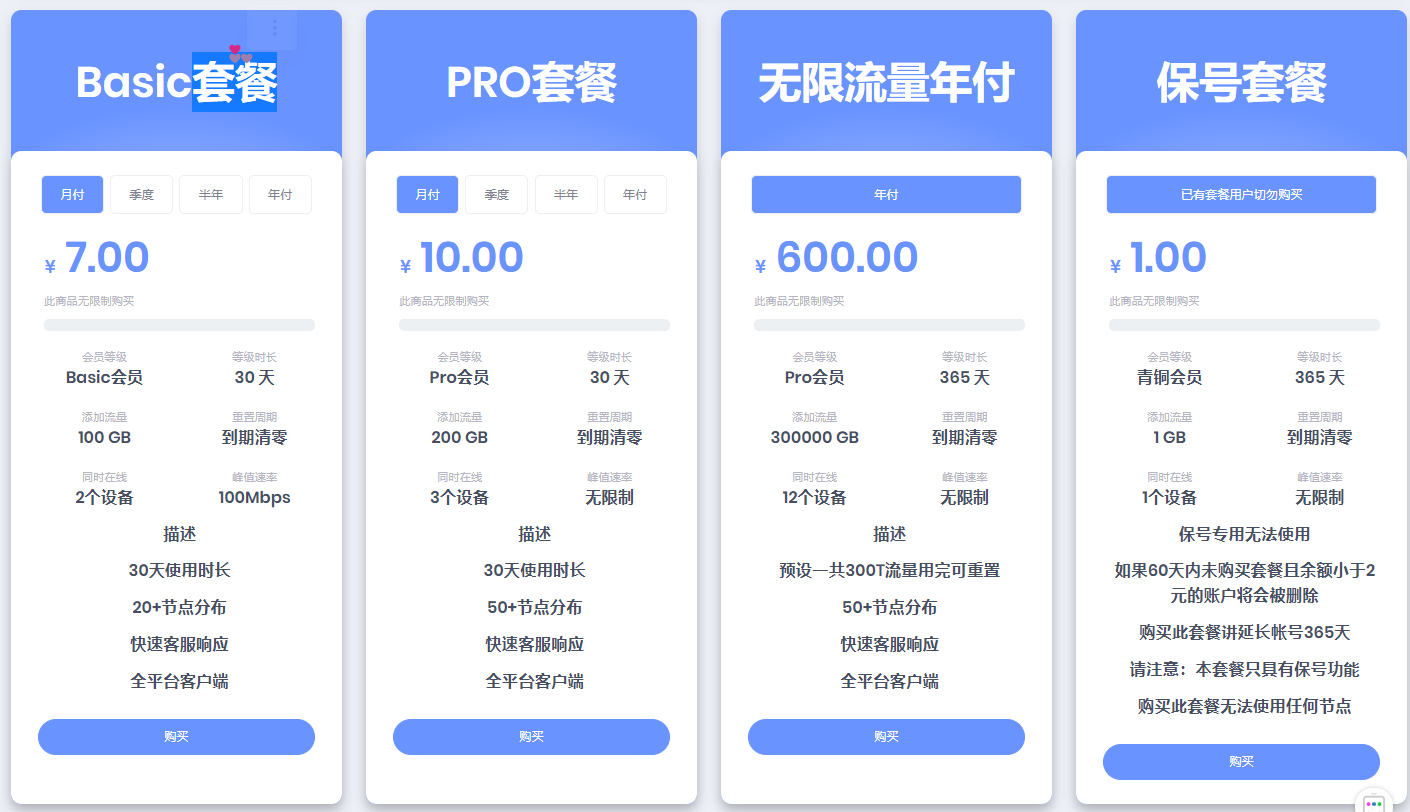 Basic套餐
月付 季度 半年 年付
¥ 7.00
此商品无限制购买
会员等级 等级时长
Basic会员 30 天
添加流量 重置周期
100 GB 到期清零
同时在线 峰值速率
2个设备 100Mbps
描述
30天使用时长
20+节点分布
快速客服响应
全平台客户端
购买
PRO套餐
月付 季度 半年 年付
¥ 10.00
此商品无限制购买
会员等级 等级时长
Pro会员 30 天
添加流量 重置周期
200 GB 到期清零
同时在线 峰值速率
3个设备 无限制
描述
30天使用时长
50+节点分布
快速客服响应
全平台客户端
购买
无限流量年付
年付
¥ 600.00
此商品无限制购买
会员等级 等级时长
Pro会员 365 天
添加流量 重置周期
300000 GB 到期清零
同时在线 峰值速率
12个设备 无限制
描述
预设一共300T流量用完可重置
50+节点分布
快速客服响应
全平台客户端
购买
保号套餐
已有套餐用户切勿购买
¥ 1.00
此商品无限制购买
会员等级 等级时长
青铜会员 365 天
添加流量 重置周期
1 GB 到期清零
同时在线 峰值速率
1个设备 无限制
保号专用无法使用
如果60天内未购买套餐且余额小于2
元的账户将会被删除
购买此套餐讲延长帐号365天
请注意：本套餐只具有保号功能
购买此套餐无法使用任何节点
购买